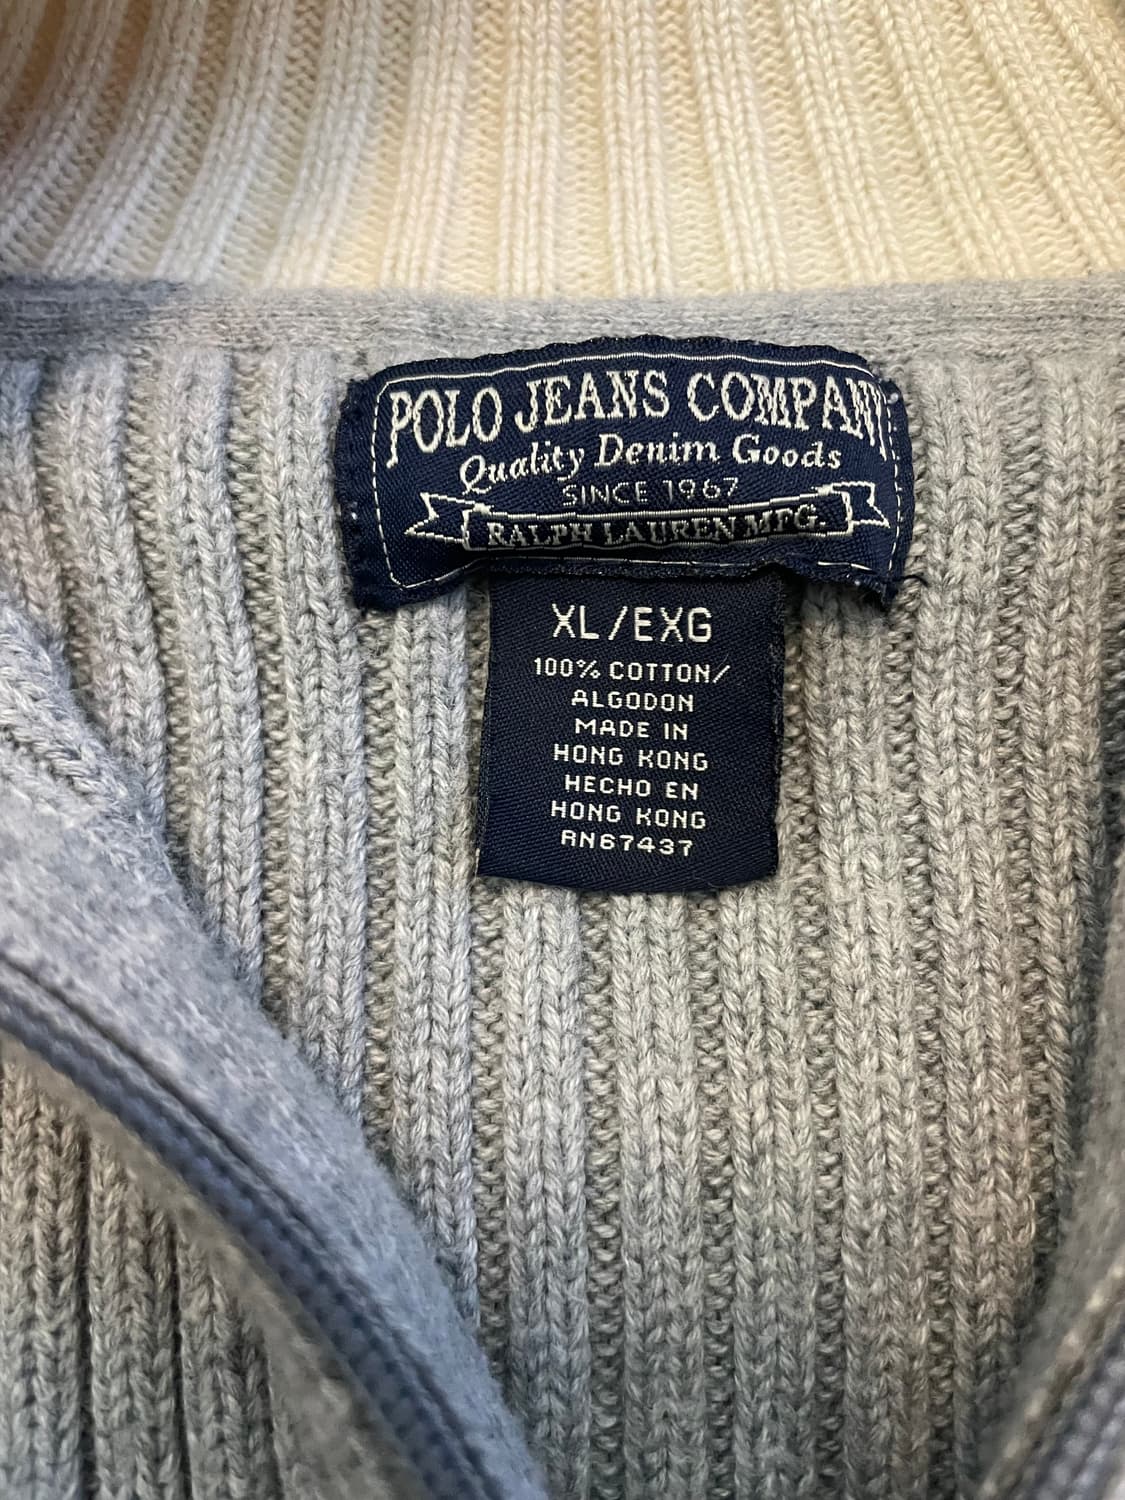 POLO JEANS COMPANY
Quality Denim Goods
SINCE 1967
RALPH LAUREN MFG.
XL/EXG
100% COTTON/
ALGODON
MADE IN
HONG KONG
HECHO EN
HONG KONG
RN67437